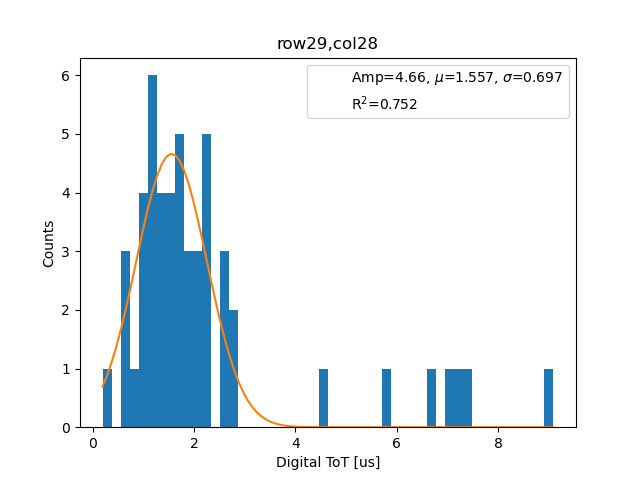 row29,col28
Amp=4.66, μ=1.557, σ=0.697
R²=0.752
Counts
6
5
4
3
2
1
0
0 2 4 6 8
Digital ToT [us]